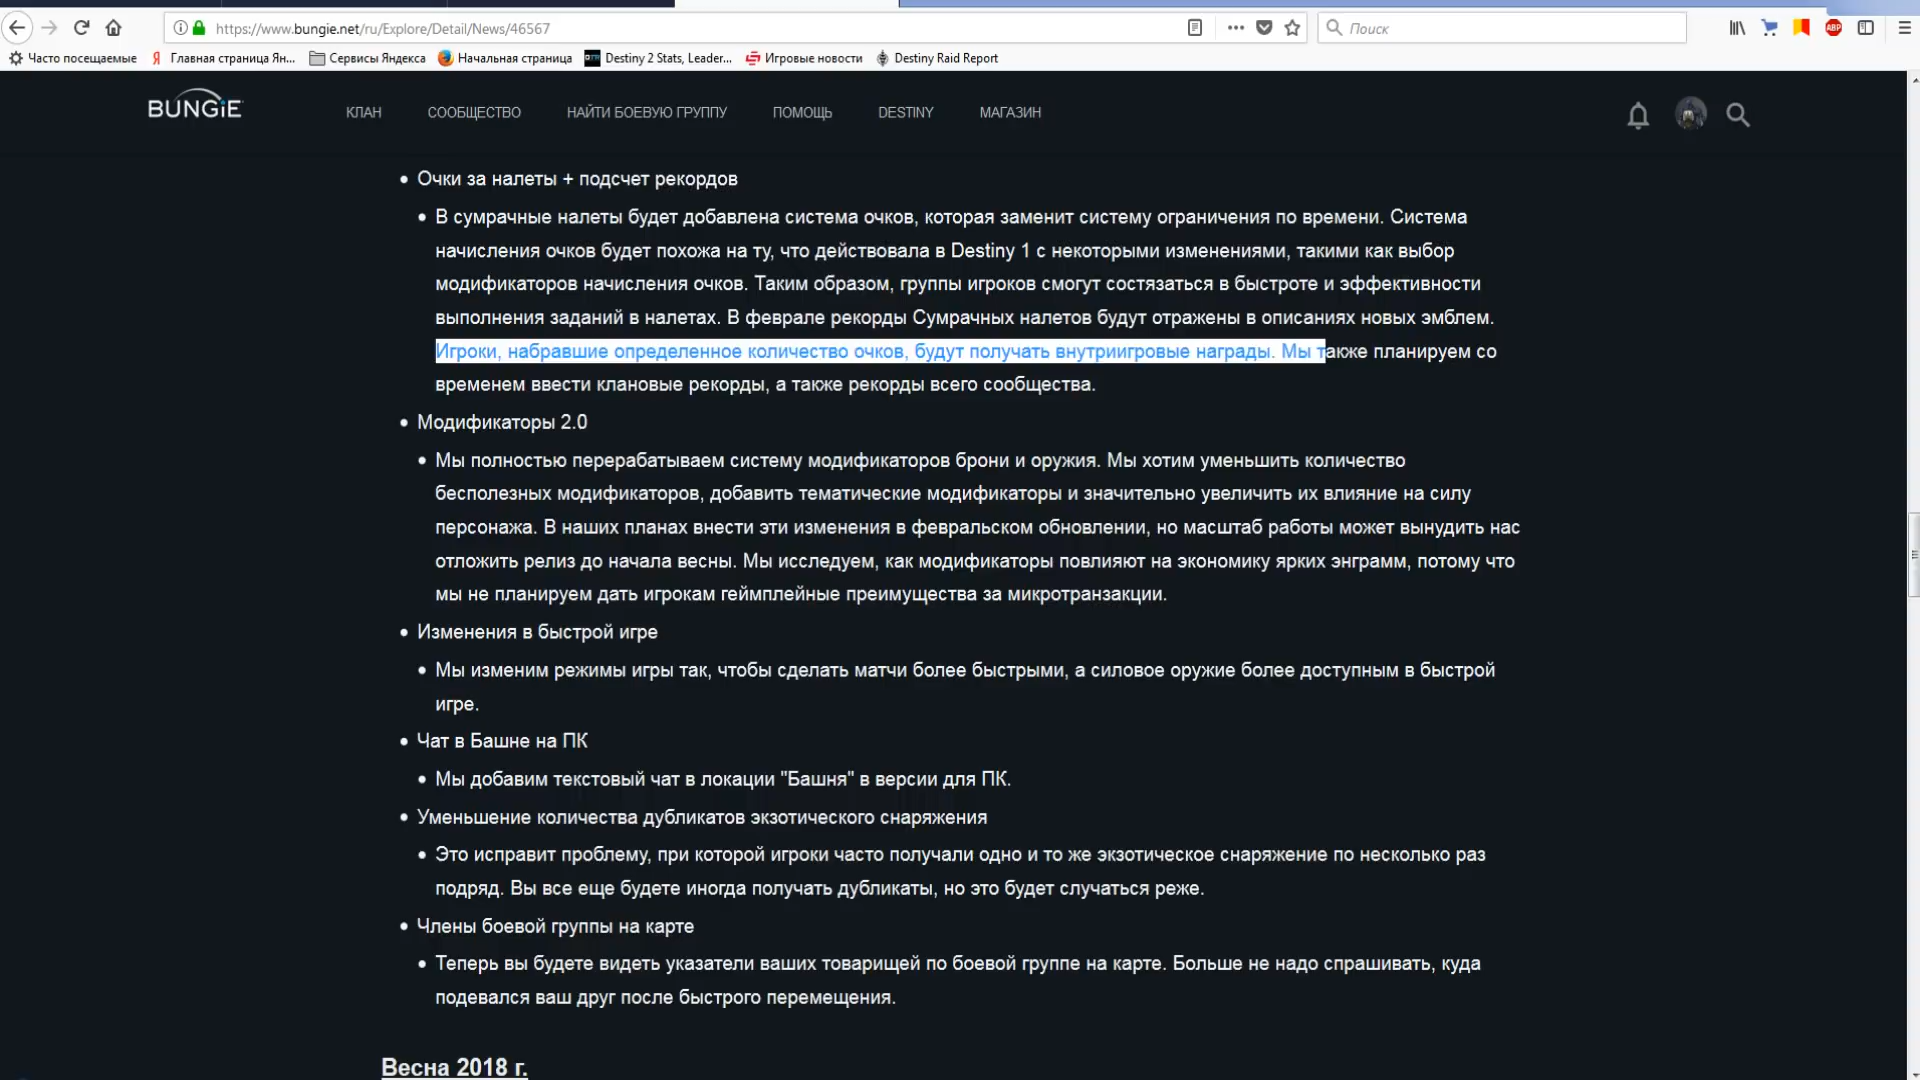 https://www.bungie.net/ru/Explore/Detail/News/46567
Поиск
Часто посещаемые
Главная страница Ян...
Сервисы Яндекса
Начальная страница
Destiny 2 Stats, Leader...
Игровые новости
Destiny Raid Report
BUNGiE
КЛАН
СООБЩЕСТВО
НАЙТИ БОЕВУЮ ГРУППУ
ПОМОЩЬ
DESTINY
МАГАЗИН
Очки за налеты + подсчет рекордов
В сумрачные налеты будет добавлена система очков, которая заменит систему ограничения по времени. Система
начисления очков будет похожа на ту, что действовала в Destiny 1 с некоторыми изменениями, такими как выбор
модификаторов начисления очков. Таким образом, группы игроков смогут состязаться в быстроте и эффективности
выполнения заданий в налетах. В феврале рекорды Сумрачных налетов будут отражены в описаниях новых эмблем.
Игроки, набравшие определенное количество очков, будут получать внутриигровые награды. Мы также планируем со
временем ввести клановые рекорды, а также рекорды всего сообщества.
Модификаторы 2.0
Мы полностью перерабатываем систему модификаторов брони и оружия. Мы хотим уменьшить количество
бесполезных модификаторов, добавить тематические модификаторы и значительно увеличить их влияние на силу
персонажа. В наших планах внести эти изменения в февральском обновлении, но масштаб работы может вынудить нас
отложить релиз до начала весны. Мы исследуем, как модификаторы повлияют на экономику ярких энграмм, потому что
мы не планируем дать игрокам геймплейные преимущества за микротранзакции.
Изменения в быстрой игре
Мы изменим режимы игры так, чтобы сделать матчи более быстрыми, а силовое оружие более доступным в быстрой
игре.
Чат в Башне на ПК
Мы добавим текстовый чат в локации "Башня" в версии для ПК.
Уменьшение количества дубликатов экзотического снаряжения
Это исправит проблему, при которой игроки часто получали одно и то же экзотическое снаряжение по несколько раз
подряд. Вы все еще будете иногда получать дубликаты, но это будет случаться реже.
Члены боевой группы на карте
Теперь вы будете видеть указатели ваших товарищей по боевой группе на карте. Больше не надо спрашивать, куда
подевался ваш друг после быстрого перемещения.
Весна 2018 г.